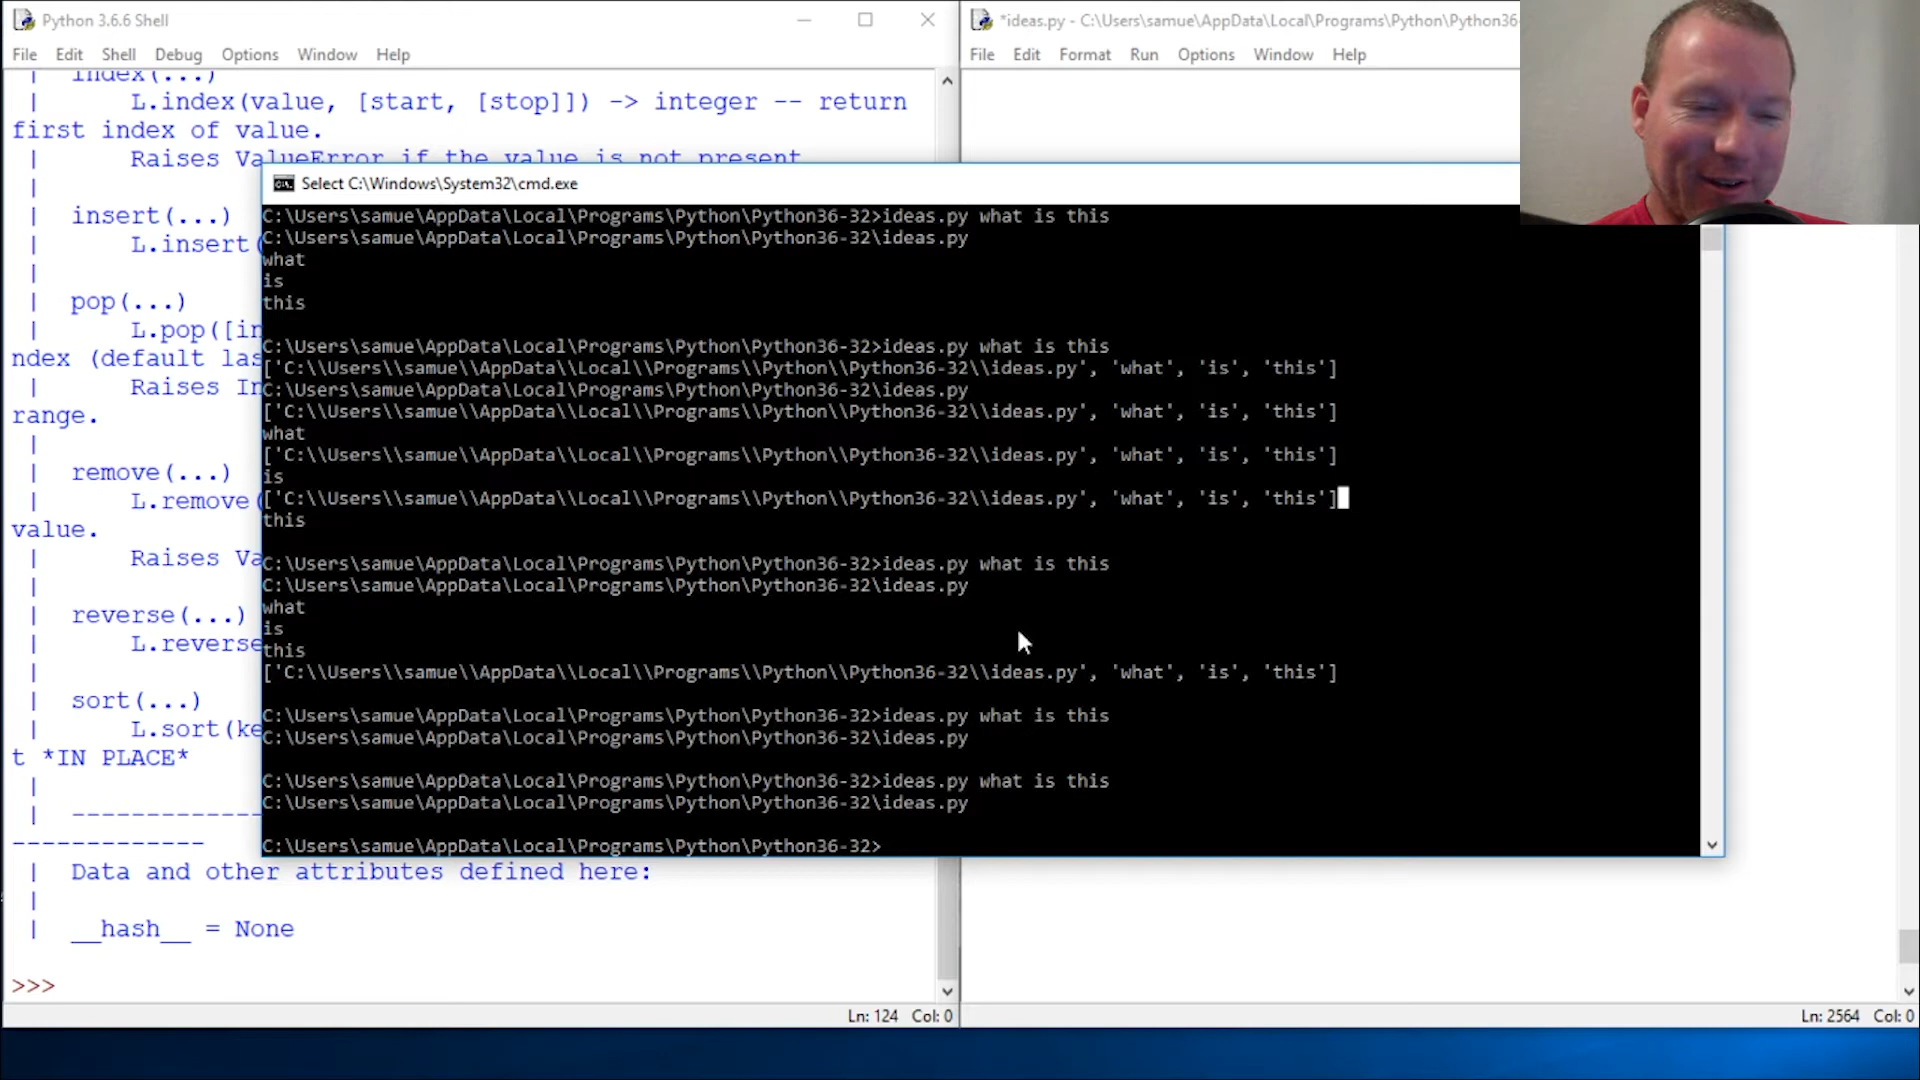 Python 3.6.6 Shell
File Edit Shell Debug Options Window Help
| index(...)
| L.index(value, [start, [stop]]) -> integer -- return
first index of value.
| Raises ValueError if the value is not present
|
| insert(...)
| L.insert(
|
| pop(...)
| L.pop([in
ndex (default las
| Raises In
range.
|
| remove(...)
| L.remove(
value.
| Raises Va
|
| reverse(...)
| L.reverse
|
| sort(...)
| L.sort(ke
t *IN PLACE*
|
| -------------
-------------
| Data and other attributes defined here:
|
| __hash__ = None
>>>
Ln: 124 Col: 0
*ideas.py - C:\Users\samue\AppData\Local\Programs\Python\Python36-
File Edit Format Run Options Window Help
Ln: 2564 Col: 0
Select C:\Windows\System32\cmd.exe
C:\Users\samue\AppData\Local\Programs\Python\Python36-32>ideas.py what is this
C:\Users\samue\AppData\Local\Programs\Python\Python36-32\ideas.py
what
is
this
C:\Users\samue\AppData\Local\Programs\Python\Python36-32>ideas.py what is this
['C:\\Users\\samue\\AppData\\Local\\Programs\\Python\\Python36-32\\ideas.py', 'what', 'is', 'this']
C:\Users\samue\AppData\Local\Programs\Python\Python36-32\ideas.py
['C:\\Users\\samue\\AppData\\Local\\Programs\\Python\\Python36-32\\ideas.py', 'what', 'is', 'this']
what
['C:\\Users\\samue\\AppData\\Local\\Programs\\Python\\Python36-32\\ideas.py', 'what', 'is', 'this']
is
['C:\\Users\\samue\\AppData\\Local\\Programs\\Python\\Python36-32\\ideas.py', 'what', 'is', 'this']
this
C:\Users\samue\AppData\Local\Programs\Python\Python36-32>ideas.py what is this
C:\Users\samue\AppData\Local\Programs\Python\Python36-32\ideas.py
what
is
this
['C:\\Users\\samue\\AppData\\Local\\Programs\\Python\\Python36-32\\ideas.py', 'what', 'is', 'this']
C:\Users\samue\AppData\Local\Programs\Python\Python36-32>ideas.py what is this
C:\Users\samue\AppData\Local\Programs\Python\Python36-32\ideas.py
C:\Users\samue\AppData\Local\Programs\Python\Python36-32>ideas.py what is this
C:\Users\samue\AppData\Local\Programs\Python\Python36-32\ideas.py
C:\Users\samue\AppData\Local\Programs\Python\Python36-32>